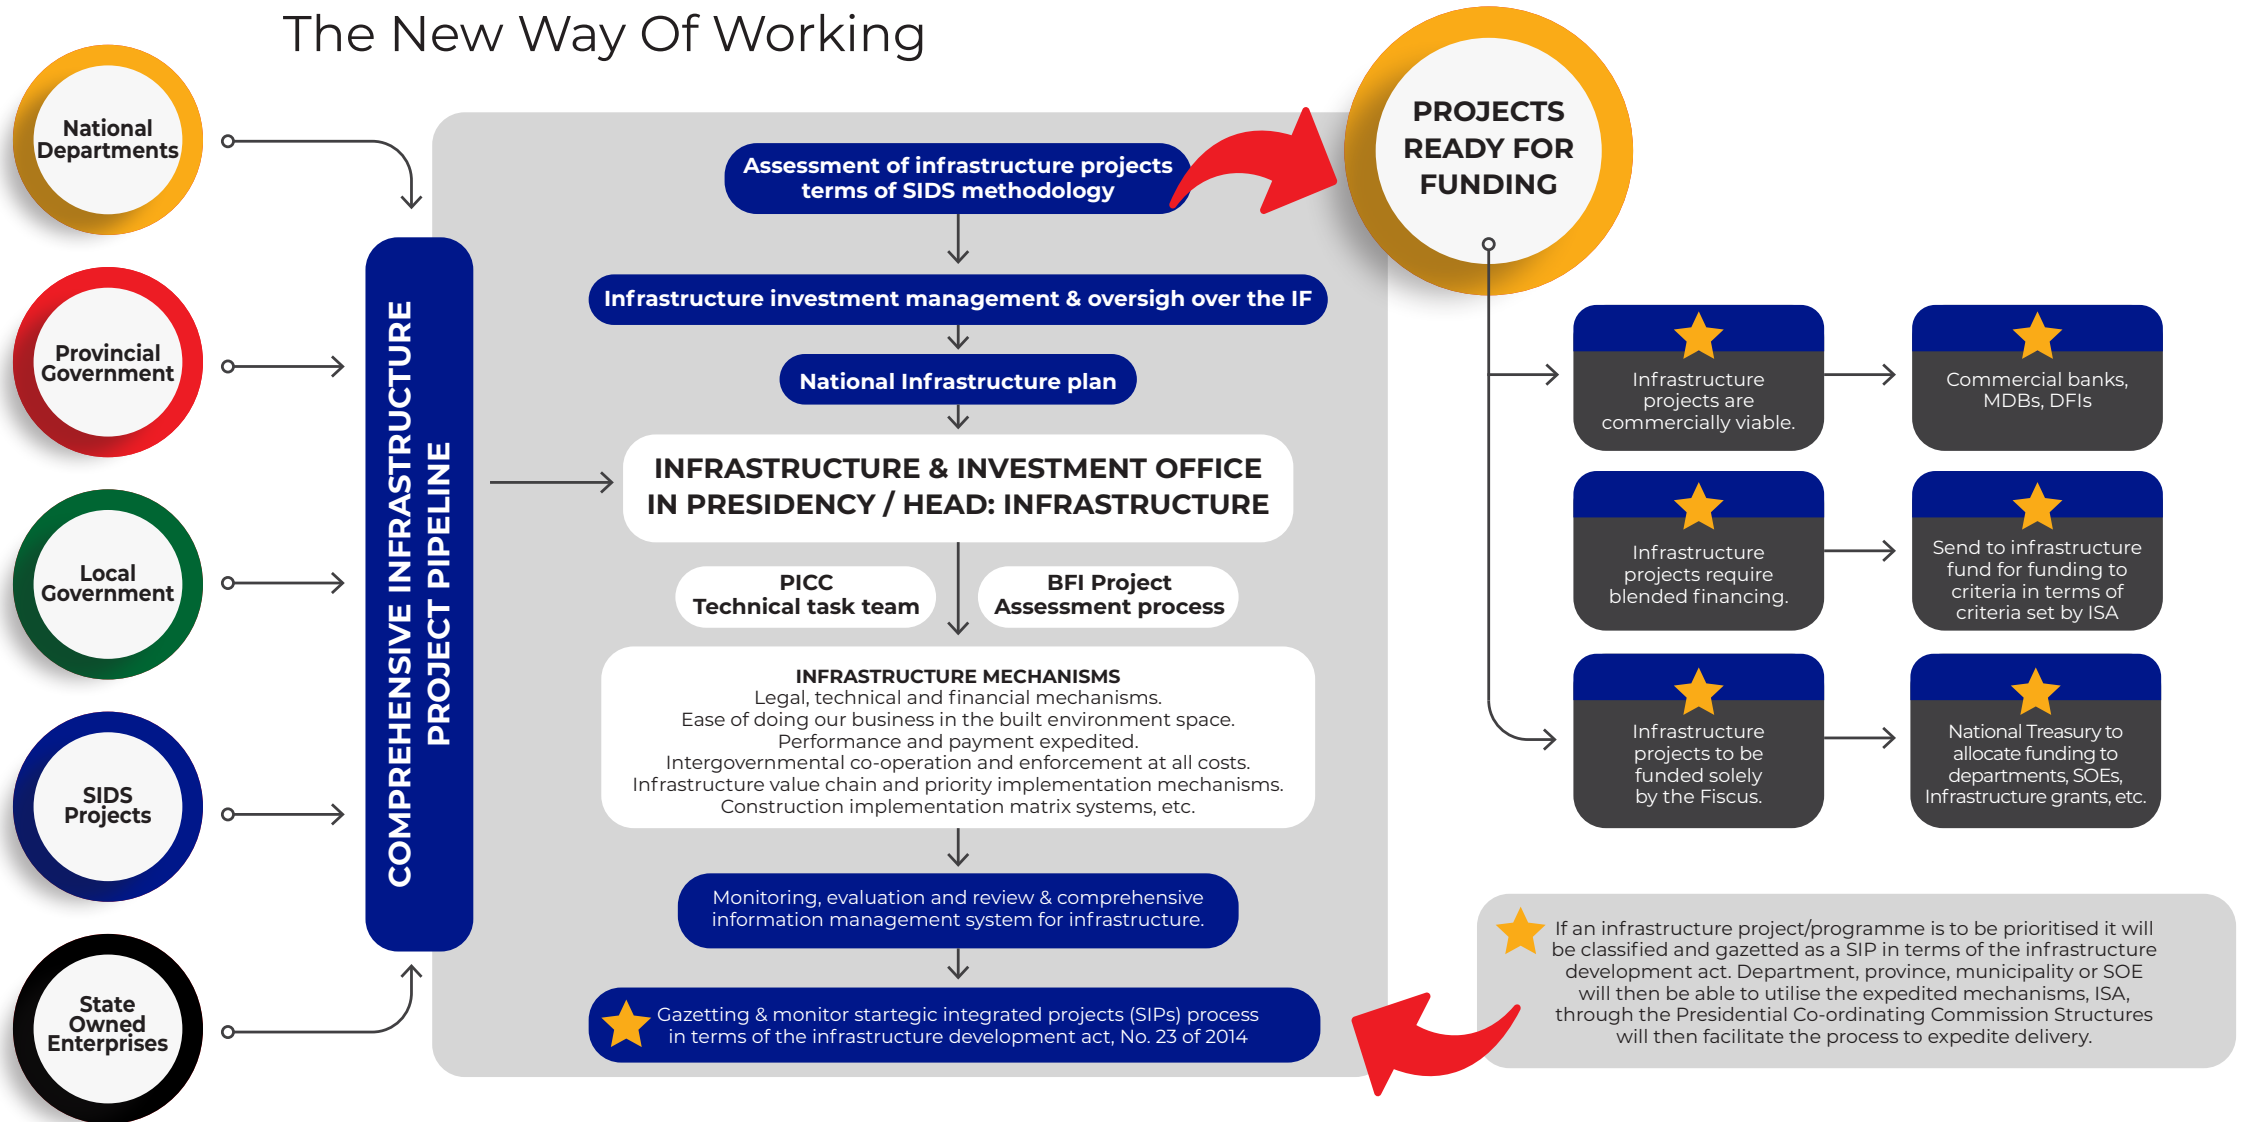 The New Way Of Working
National
Departments
Provincial
Government
Local
Government
SIDS
Projects
State
Owned
Enterprises
COMPREHENSIVE INFRASTRUCTURE
PROJECT PIPELINE
Assessment of infrastructure projects
terms of SIDS methodology
Infrastructure investment management & oversigh over the IF
National Infrastructure plan
INFRASTRUCTURE & INVESTMENT OFFICE
IN PRESIDENCY / HEAD: INFRASTRUCTURE
PICC
Technical task team
BFI Project
Assessment process
INFRASTRUCTURE MECHANISMS
Legal, technical and financial mechanisms.
Ease of doing our business in the built environment space.
Performance and payment expedited.
Intergovernmental co-operation and enforcement at all costs.
Infrastructure value chain and priority implementation mechanisms.
Construction implementation matrix systems, etc.
Monitoring, evaluation and review & comprehensive
information management system for infrastructure.
Gazetting & monitor startegic integrated projects (SIPs) process
in terms of the infrastructure development act, No. 23 of 2014
PROJECTS
READY FOR
FUNDING
Infrastructure
projects are
commercially viable.
Commercial banks,
MDBs, DFIs
Infrastructure
projects require
blended financing.
Send to infrastructure
fund for funding to
criteria in terms of
criteria set by ISA
Infrastructure
projects to be
funded solely
by the Fiscus.
National Treasury to
allocate funding to
departments, SOEs,
Infrastructure grants, etc.
If an infrastructure project/programme is to be prioritised it will
be classified and gazetted as a SIP in terms of the infrastructure
development act. Department, province, municipality or SOE
will then be able to utilise the expedited mechanisms, ISA,
through the Presidential Co-ordinating Commission Structures
will then facilitate the process to expedite delivery.